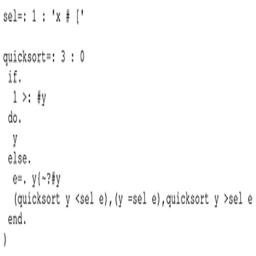 sel=: 1 : 'x # ['

quicksort=: 3 : 0
 if.
  1 >: #y
 do.
  y
 else.
  e=. y{~?#y
  (quicksort y <sel e),(y =sel e),quicksort y >sel e
 end.
)